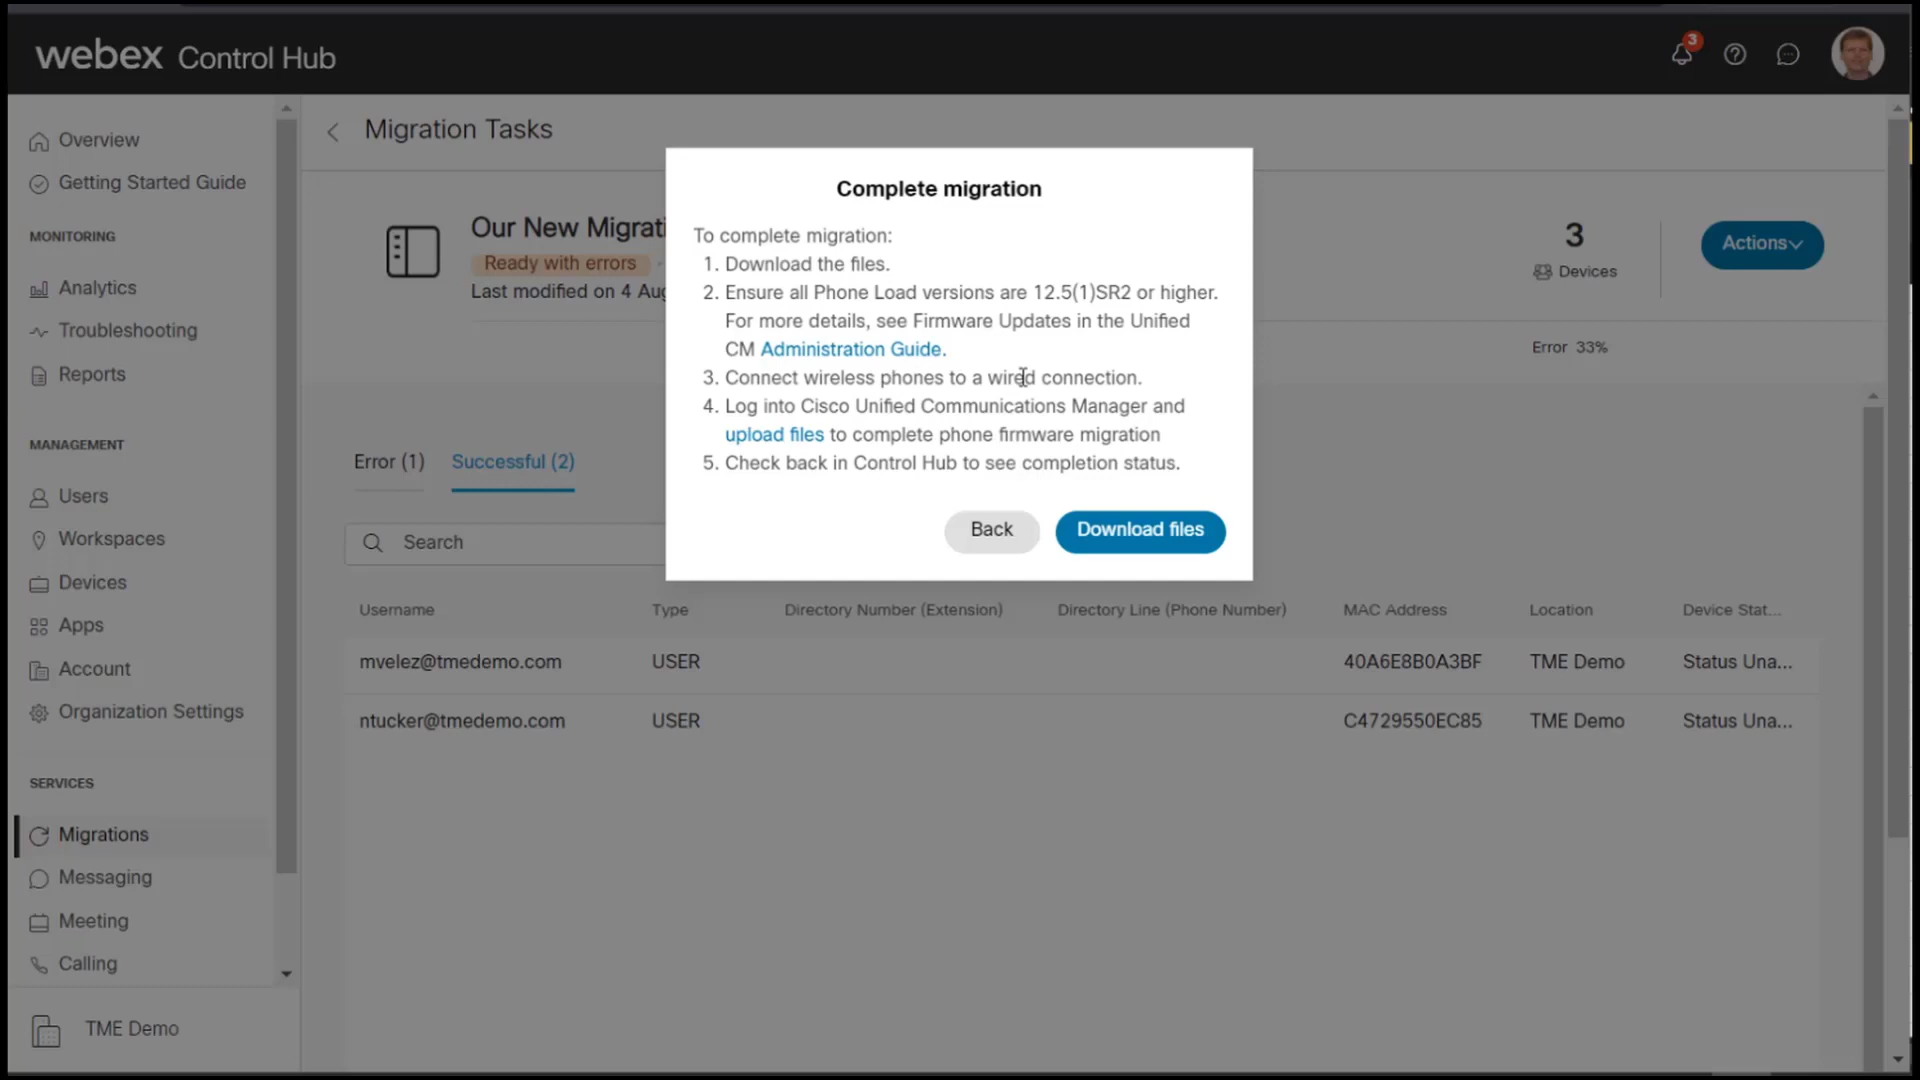 webex Control Hub
3
Overview
Getting Started Guide
MONITORING
Analytics
Troubleshooting
Reports
MANAGEMENT
Users
Workspaces
Devices
Apps
Account
Organization Settings
SERVICES
Migrations
Messaging
Meeting
Calling
TME Demo
Migration Tasks
Our New Migrati
Ready with errors
Last modified on 4 Aug
3
Devices
Actions
Error 33%
Error (1)
Successful (2)
Search
Complete migration
To complete migration:
1. Download the files.
2. Ensure all Phone Load versions are 12.5(1)SR2 or higher.
For more details, see Firmware Updates in the Unified
CM Administration Guide.
3. Connect wireless phones to a wired connection.
4. Log into Cisco Unified Communications Manager and
upload files to complete phone firmware migration
5. Check back in Control Hub to see completion status.
Back
Download files
Username Type Directory Number (Extension) Directory Line (Phone Number) MAC Address Location Device Stat...
mvelez@tmedemo.com USER 40A6E8B0A3BF TME Demo Status Una...
ntucker@tmedemo.com USER C4729550EC85 TME Demo Status Una...